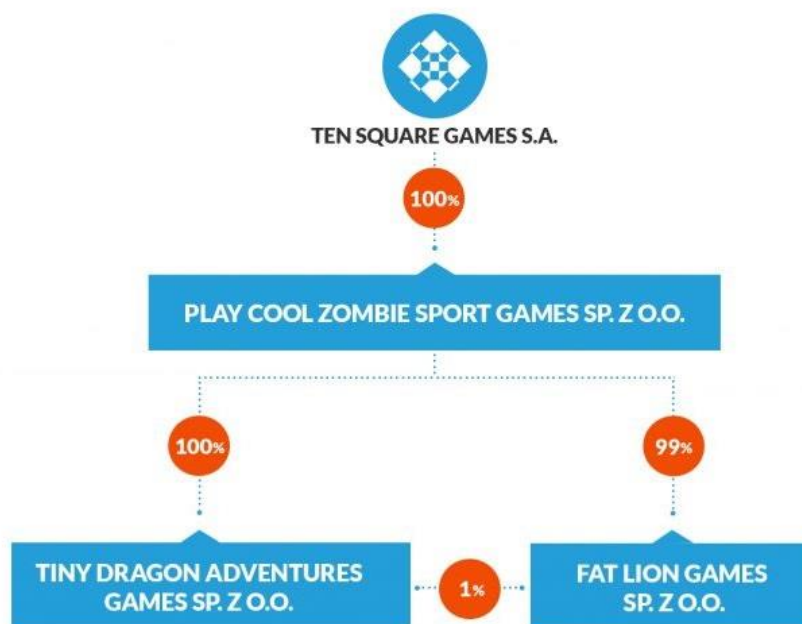 TEN SQUARE GAMES S.A.
100%
PLAY COOL ZOMBIE SPORT GAMES SP. Z O.O.
100%
99%
TINY DRAGON ADVENTURES
GAMES SP. Z O.O.
1%
FAT LION GAMES
SP. Z O.O.